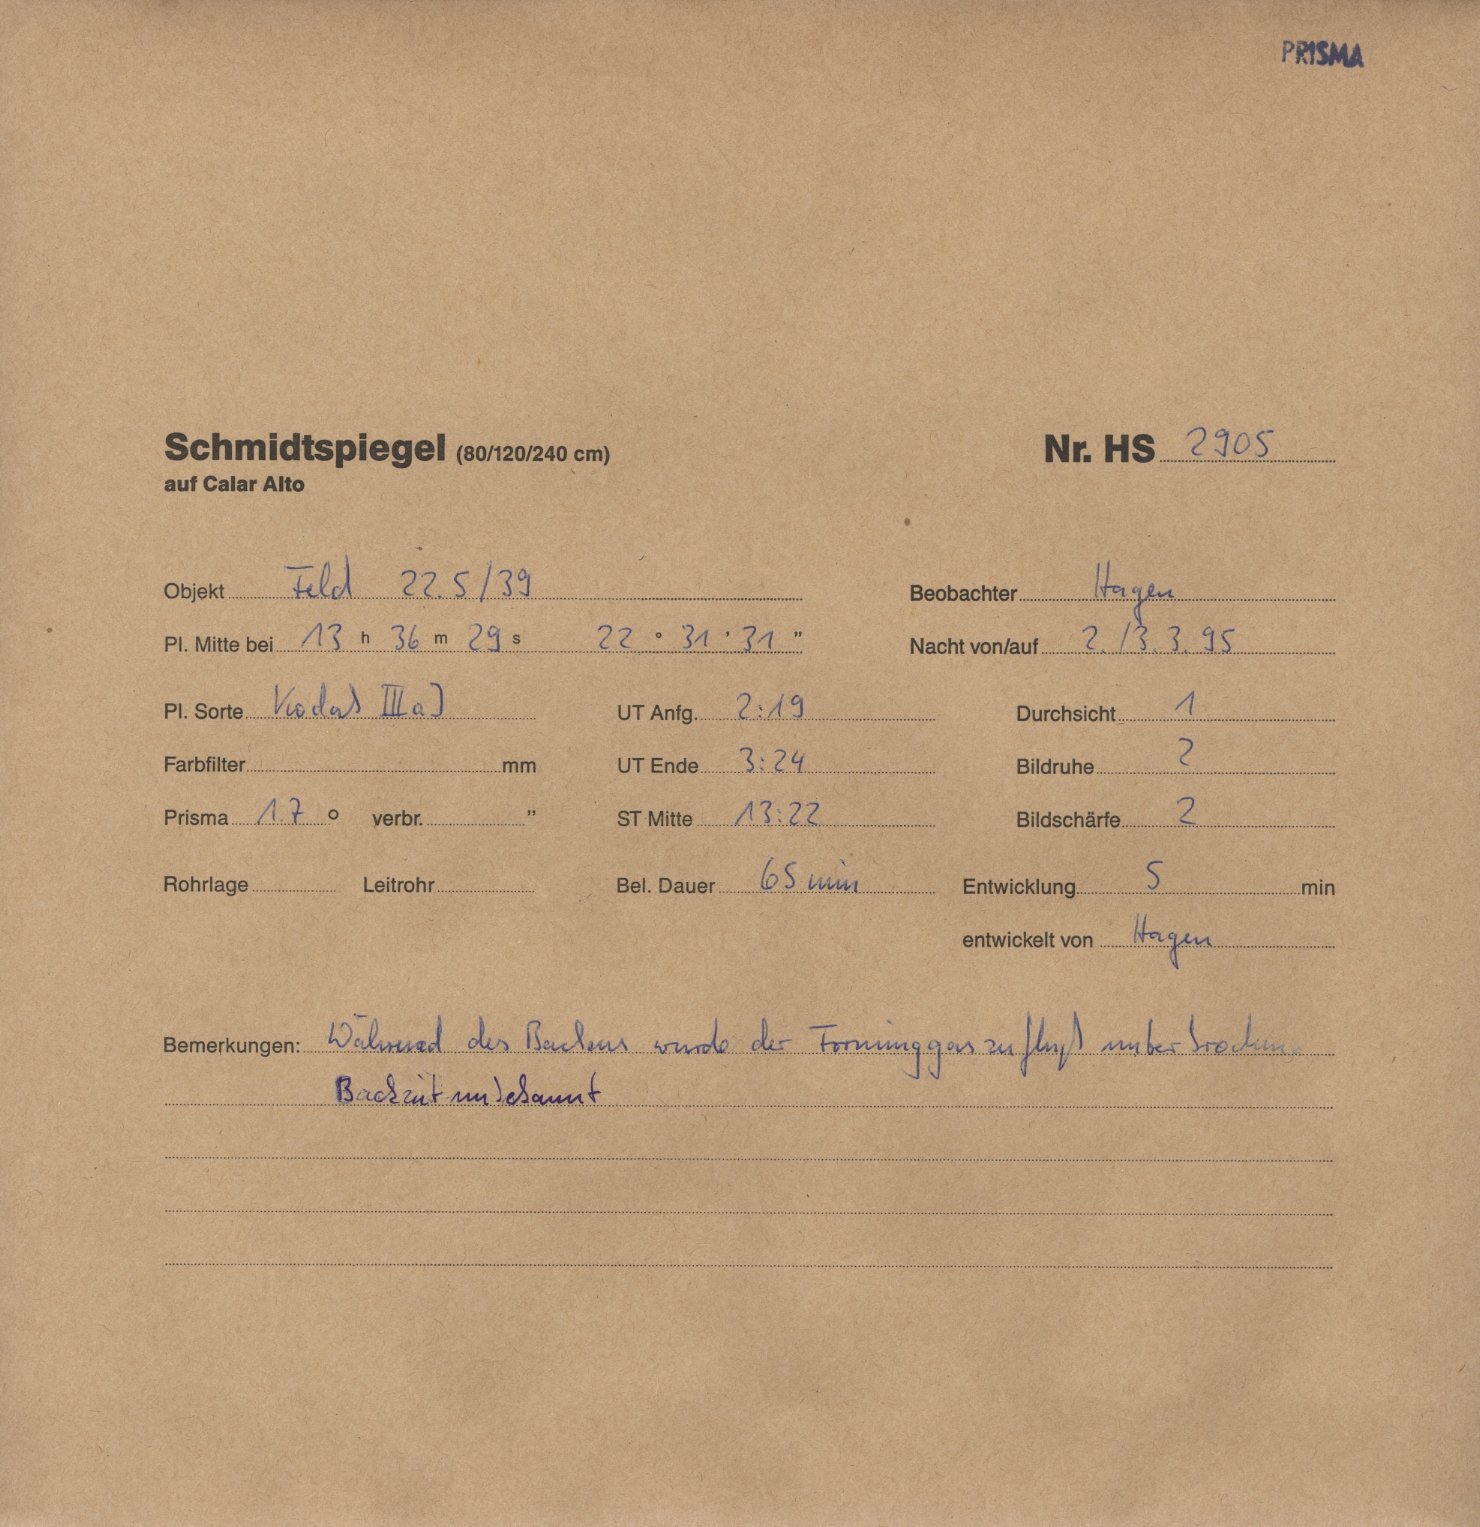 PRISMA
Schmidtspiegel (80/120/240 cm)
auf Calar Alto
Nr. HS 2905
Objekt Feld 22.5/39
Beobachter Hagen
Pl. Mitte bei 13 h 36 m 29 s 22 ° 31 ' 31 "
Nacht von/auf 2./3.3.95
Pl. Sorte Kodak IIIaJ
UT Anfg. 2:19
Durchsicht 1
Farbfilter mm
UT Ende 3:24
Bildruhe 2
Prisma 1.7 ° verbr. "
ST Mitte 13:22
Bildschärfe 2
Rohrlage Leitrohr
Bel. Dauer 65 min
Entwicklung 5 min
entwickelt von Hagen
Bemerkungen: Während des Backens wurde der Forminggaszufluß unterbrochen
Backzeit unbekannt